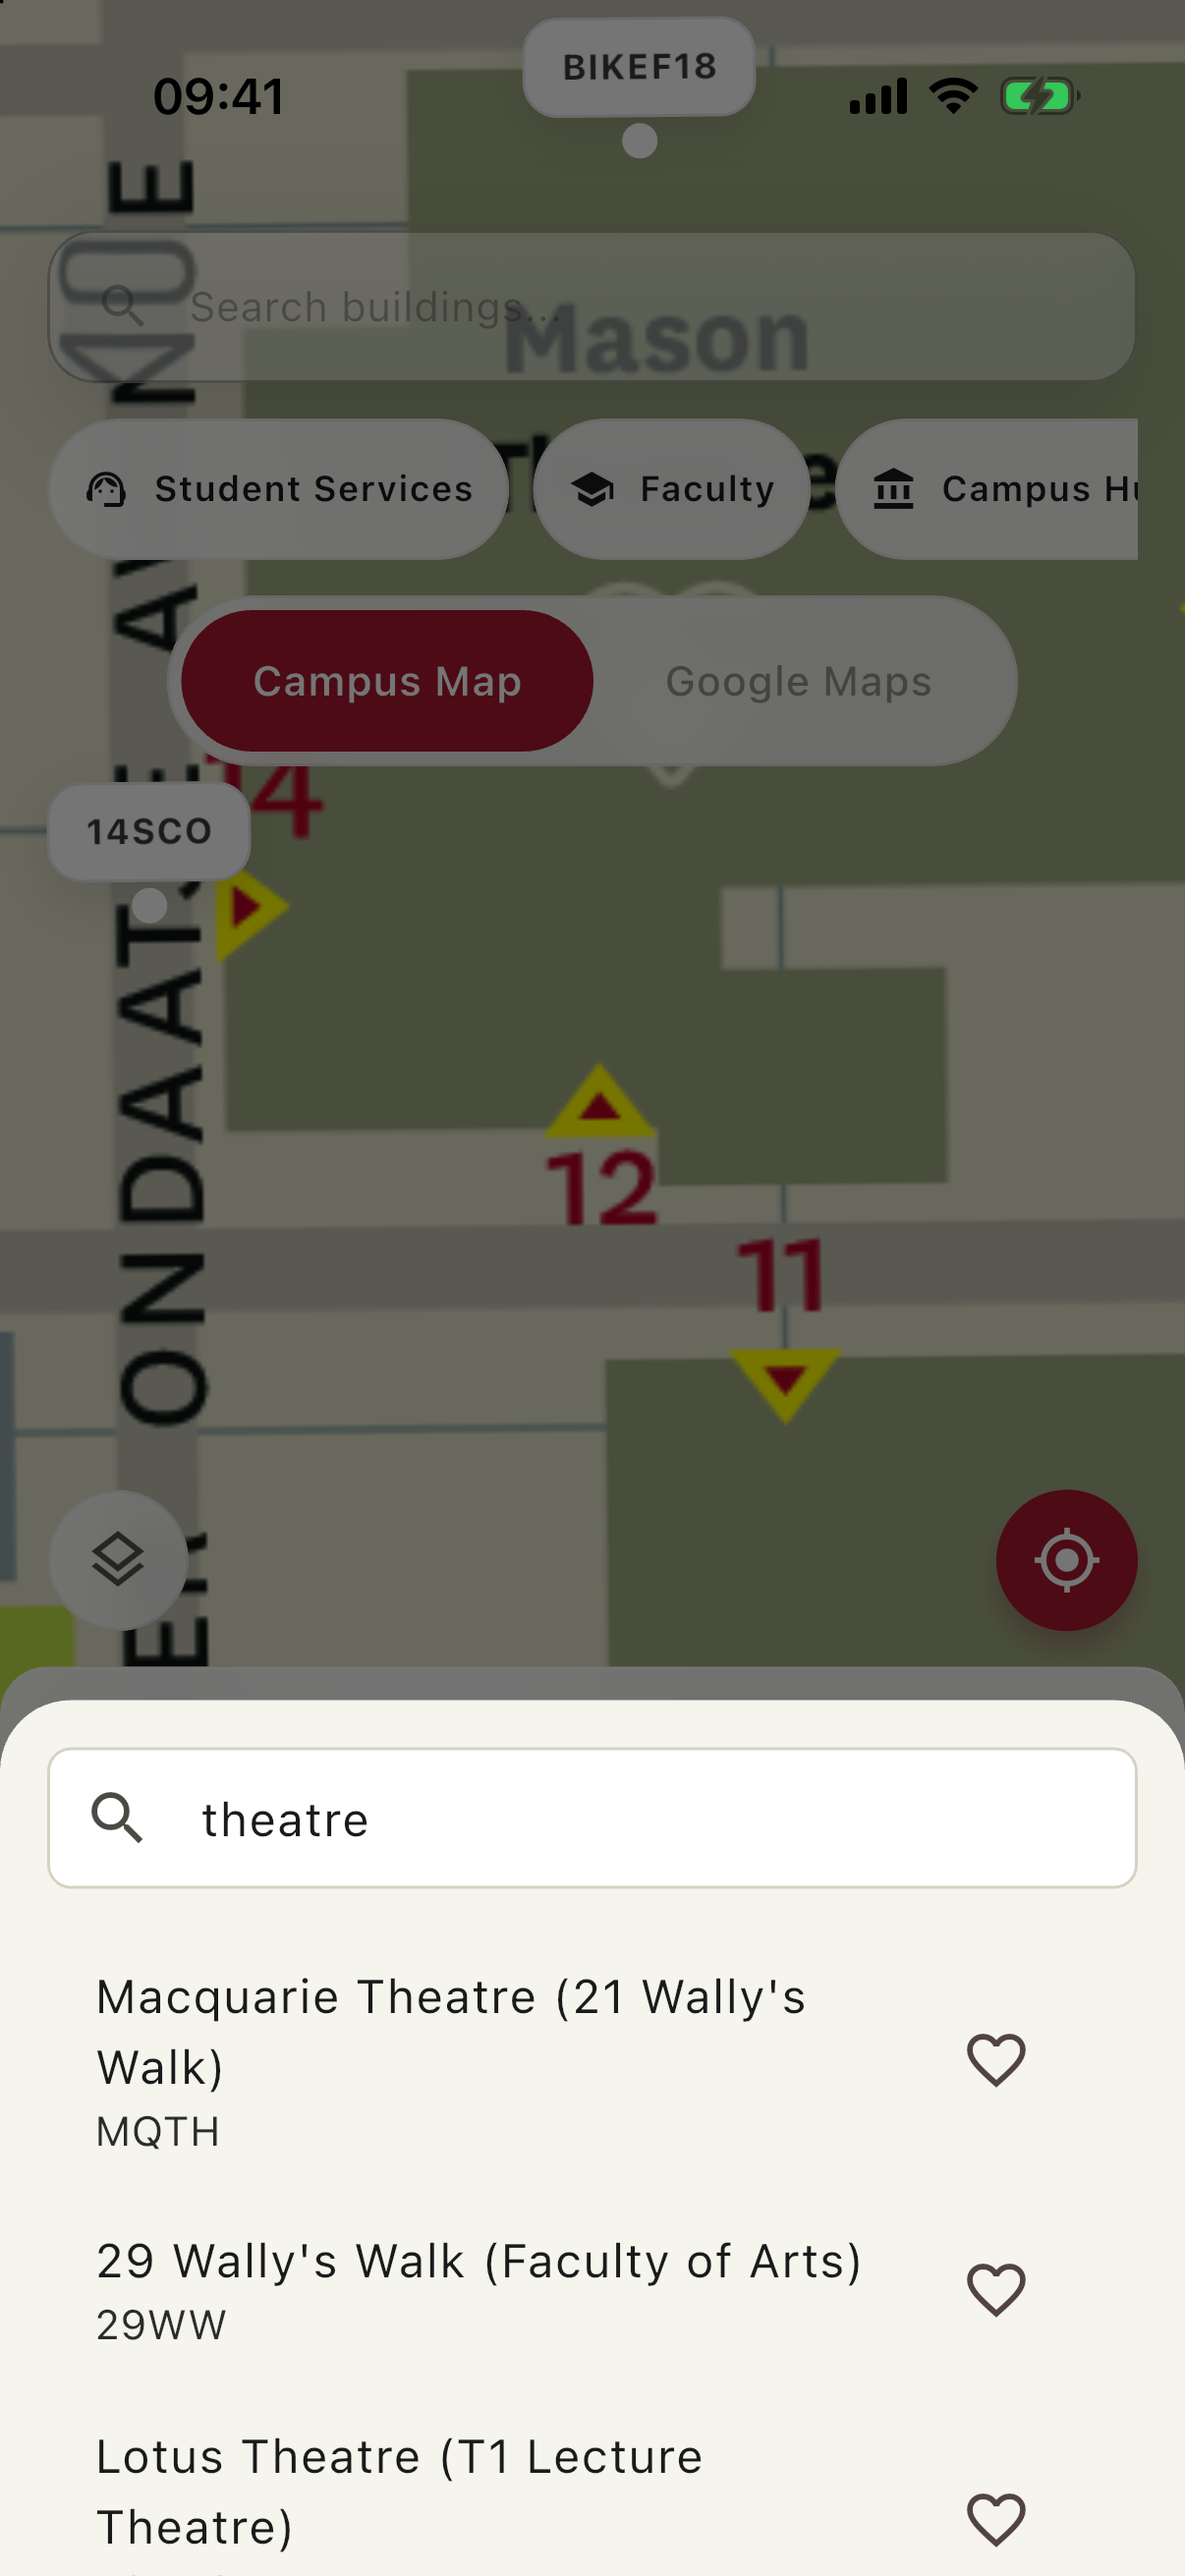 BIKEF18
09:41
Search buildings...
Mason
Student Services
Faculty
Campus Hu
Campus Map
Google Maps
14
14SCO
12
11
theatre
Macquarie Theatre (21 Wally's
Walk)
MQTH
29 Wally's Walk (Faculty of Arts)
29WW
Lotus Theatre (T1 Lecture
Theatre)